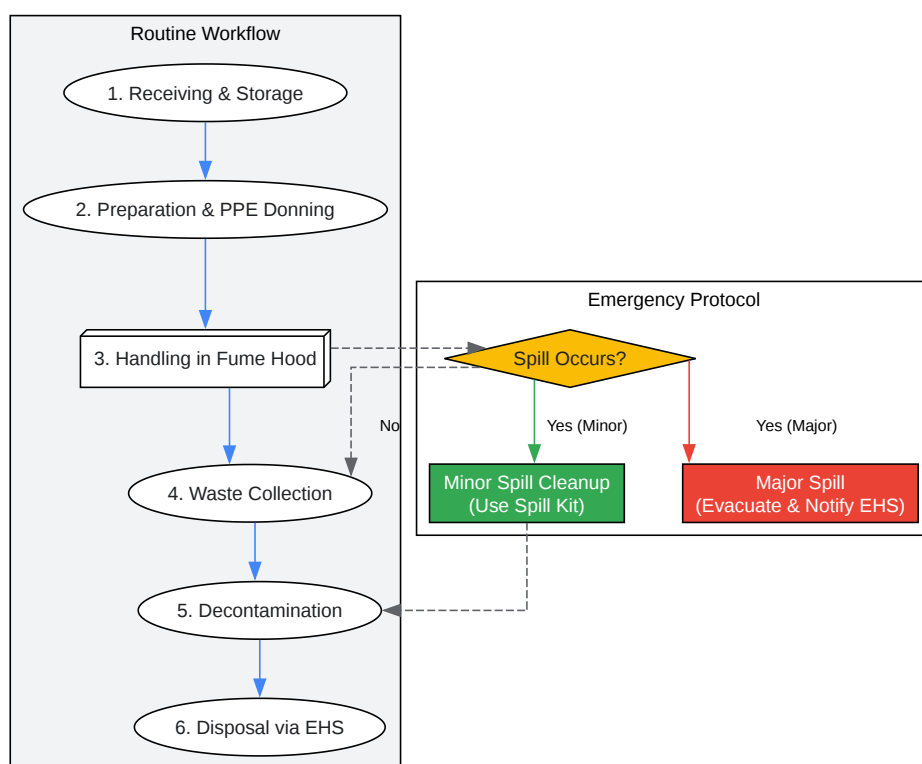 Routine Workflow
1. Receiving & Storage
2. Preparation & PPE Donning
3. Handling in Fume Hood
4. Waste Collection
5. Decontamination
6. Disposal via EHS
Emergency Protocol
Spill Occurs?
No
Yes (Minor)
Yes (Major)
Minor Spill Cleanup
(Use Spill Kit)
Major Spill
(Evacuate & Notify EHS)